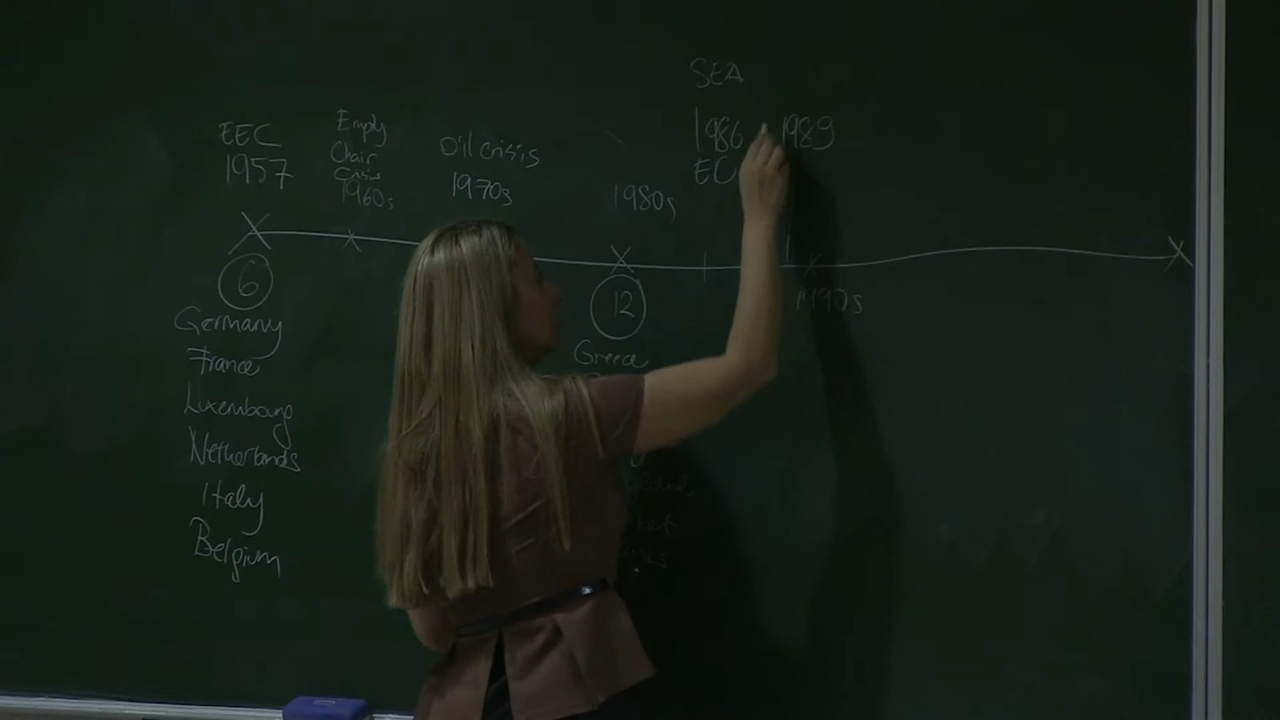 EEC
1957
6
Germany
France
Luxembourg
Netherlands
Italy
Belgium
Empty
Chair
Crisis
1960s
Oil crisis
1970s
1980s
12
Greece
SEA
1986
EC
1989
1990s